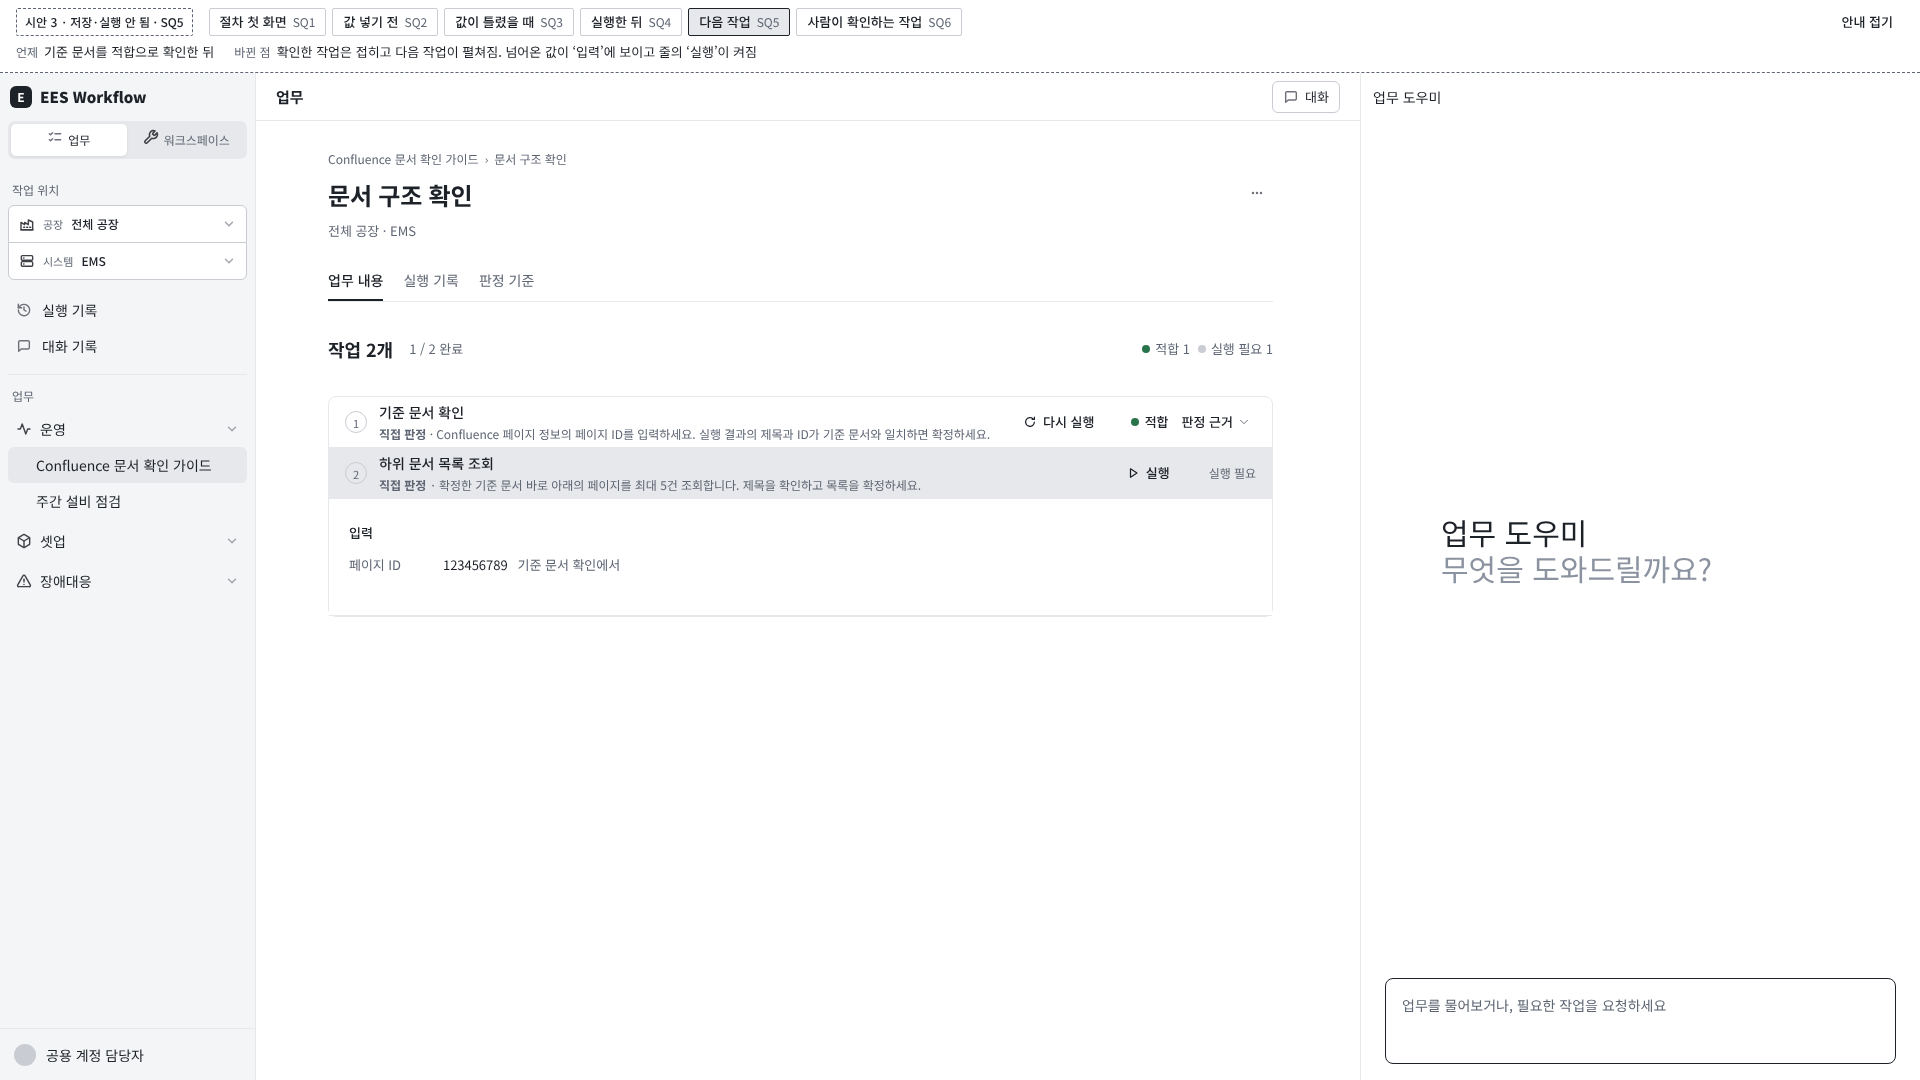 시안 3 · 저장·실행 안 됨 · SQ5
절차 첫 화면 SQ1
값 넣기 전 SQ2
값이 틀렸을 때 SQ3
실행한 뒤 SQ4
다음 작업 SQ5
사람이 확인하는 작업 SQ6
안내 접기
언제 기준 문서를 적합으로 확인한 뒤 바뀐 점 확인한 작업은 접히고 다음 작업이 펼쳐짐. 넘어온 값이 ‘입력’에 보이고 줄의 ‘실행’이 켜짐
E EES Workflow
업무
워크스페이스
작업 위치
공장 전체 공장
시스템 EMS
실행 기록
대화 기록
업무
운영
Confluence 문서 확인 가이드
주간 설비 점검
셋업
장애대응
공용 계정 담당자
업무
대화
Confluence 문서 확인 가이드 › 문서 구조 확인
문서 구조 확인
...
전체 공장 · EMS
업무 내용
실행 기록
판정 기준
작업 2개 1 / 2 완료
적합 1 실행 필요 1
1 기준 문서 확인
직접 판정 · Confluence 페이지 정보의 페이지 ID를 입력하세요. 실행 결과의 제목과 ID가 기준 문서와 일치하면 확정하세요.
다시 실행
적합
판정 근거
2 하위 문서 목록 조회
직접 판정 · 확정한 기준 문서 바로 아래의 페이지를 최대 5건 조회합니다. 제목을 확인하고 목록을 확정하세요.
실행
실행 필요
입력
페이지 ID 123456789 기준 문서 확인에서
업무 도우미
업무 도우미
무엇을 도와드릴까요?
업무를 물어보거나, 필요한 작업을 요청하세요